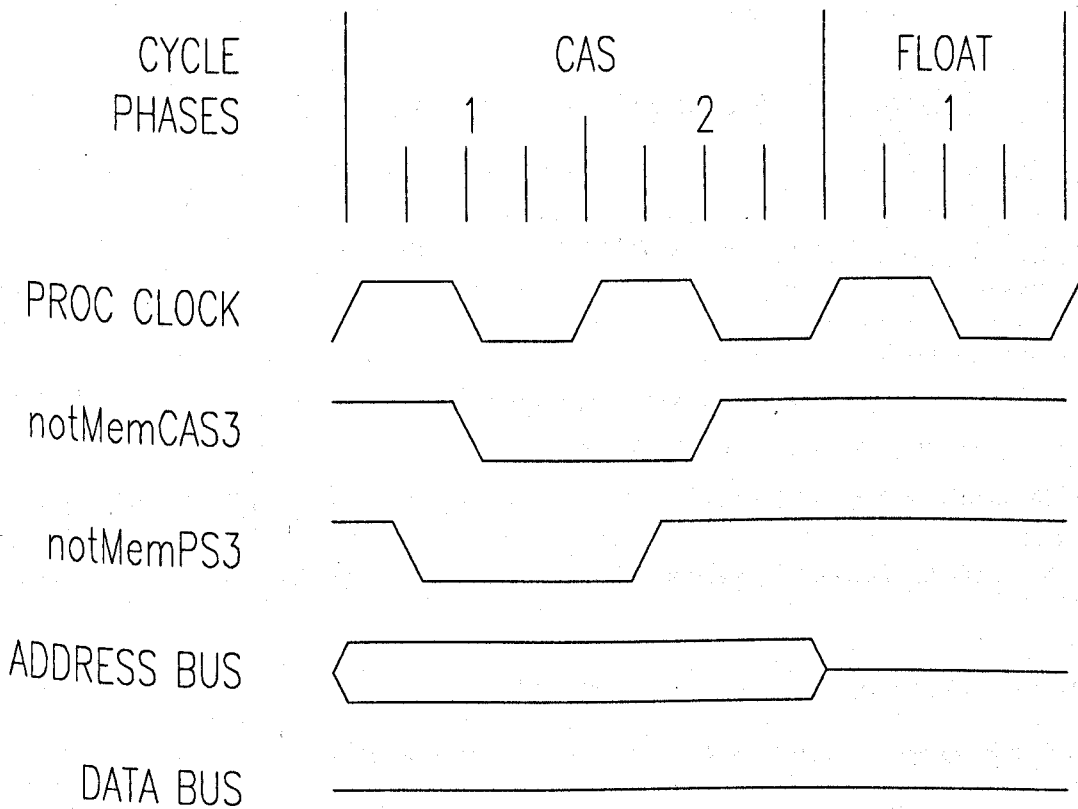 CYCLE CAS FLOAT
PHASES 1 2 1
PROC CLOCK
notMemCAS3
notMemPS3
ADDRESS BUS
DATA BUS